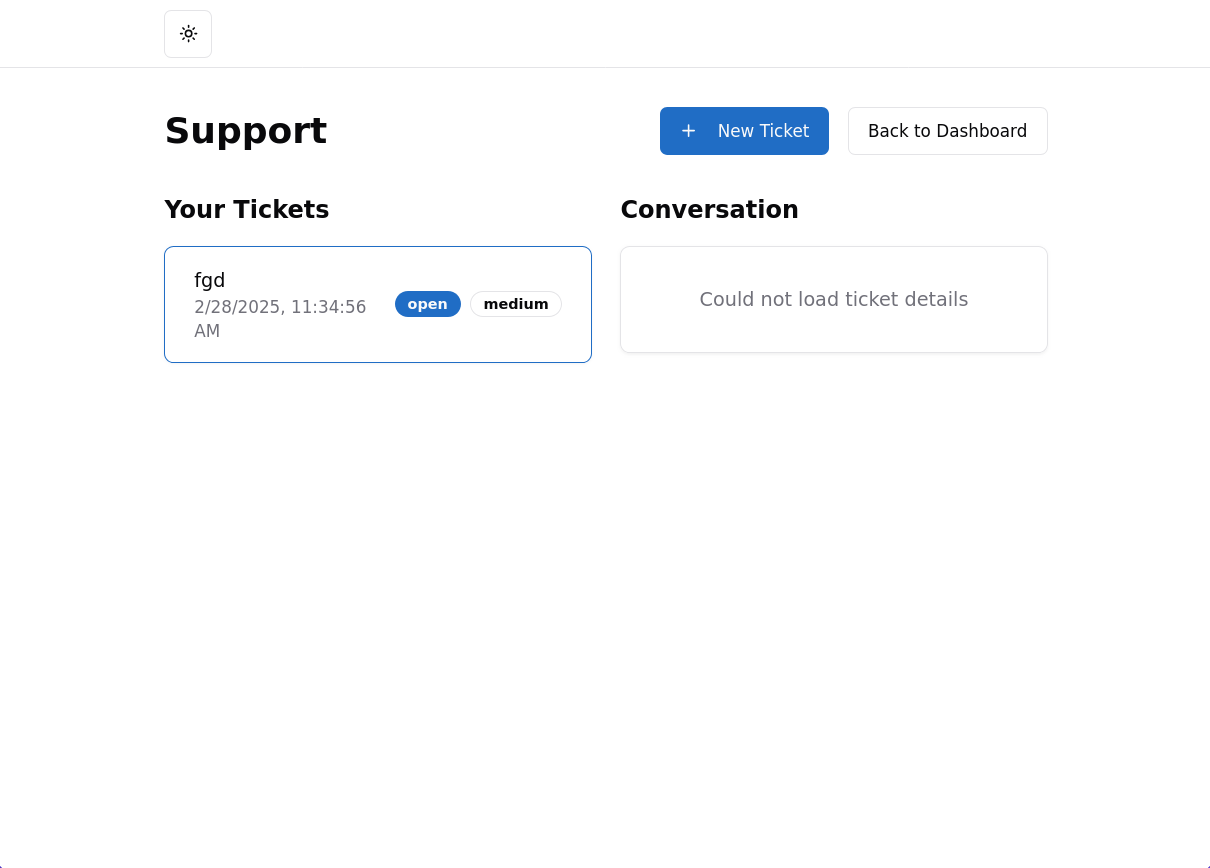 Support
New Ticket
Back to Dashboard
Your Tickets
fgd
2/28/2025, 11:34:56
AM
open
medium
Conversation
Could not load ticket details